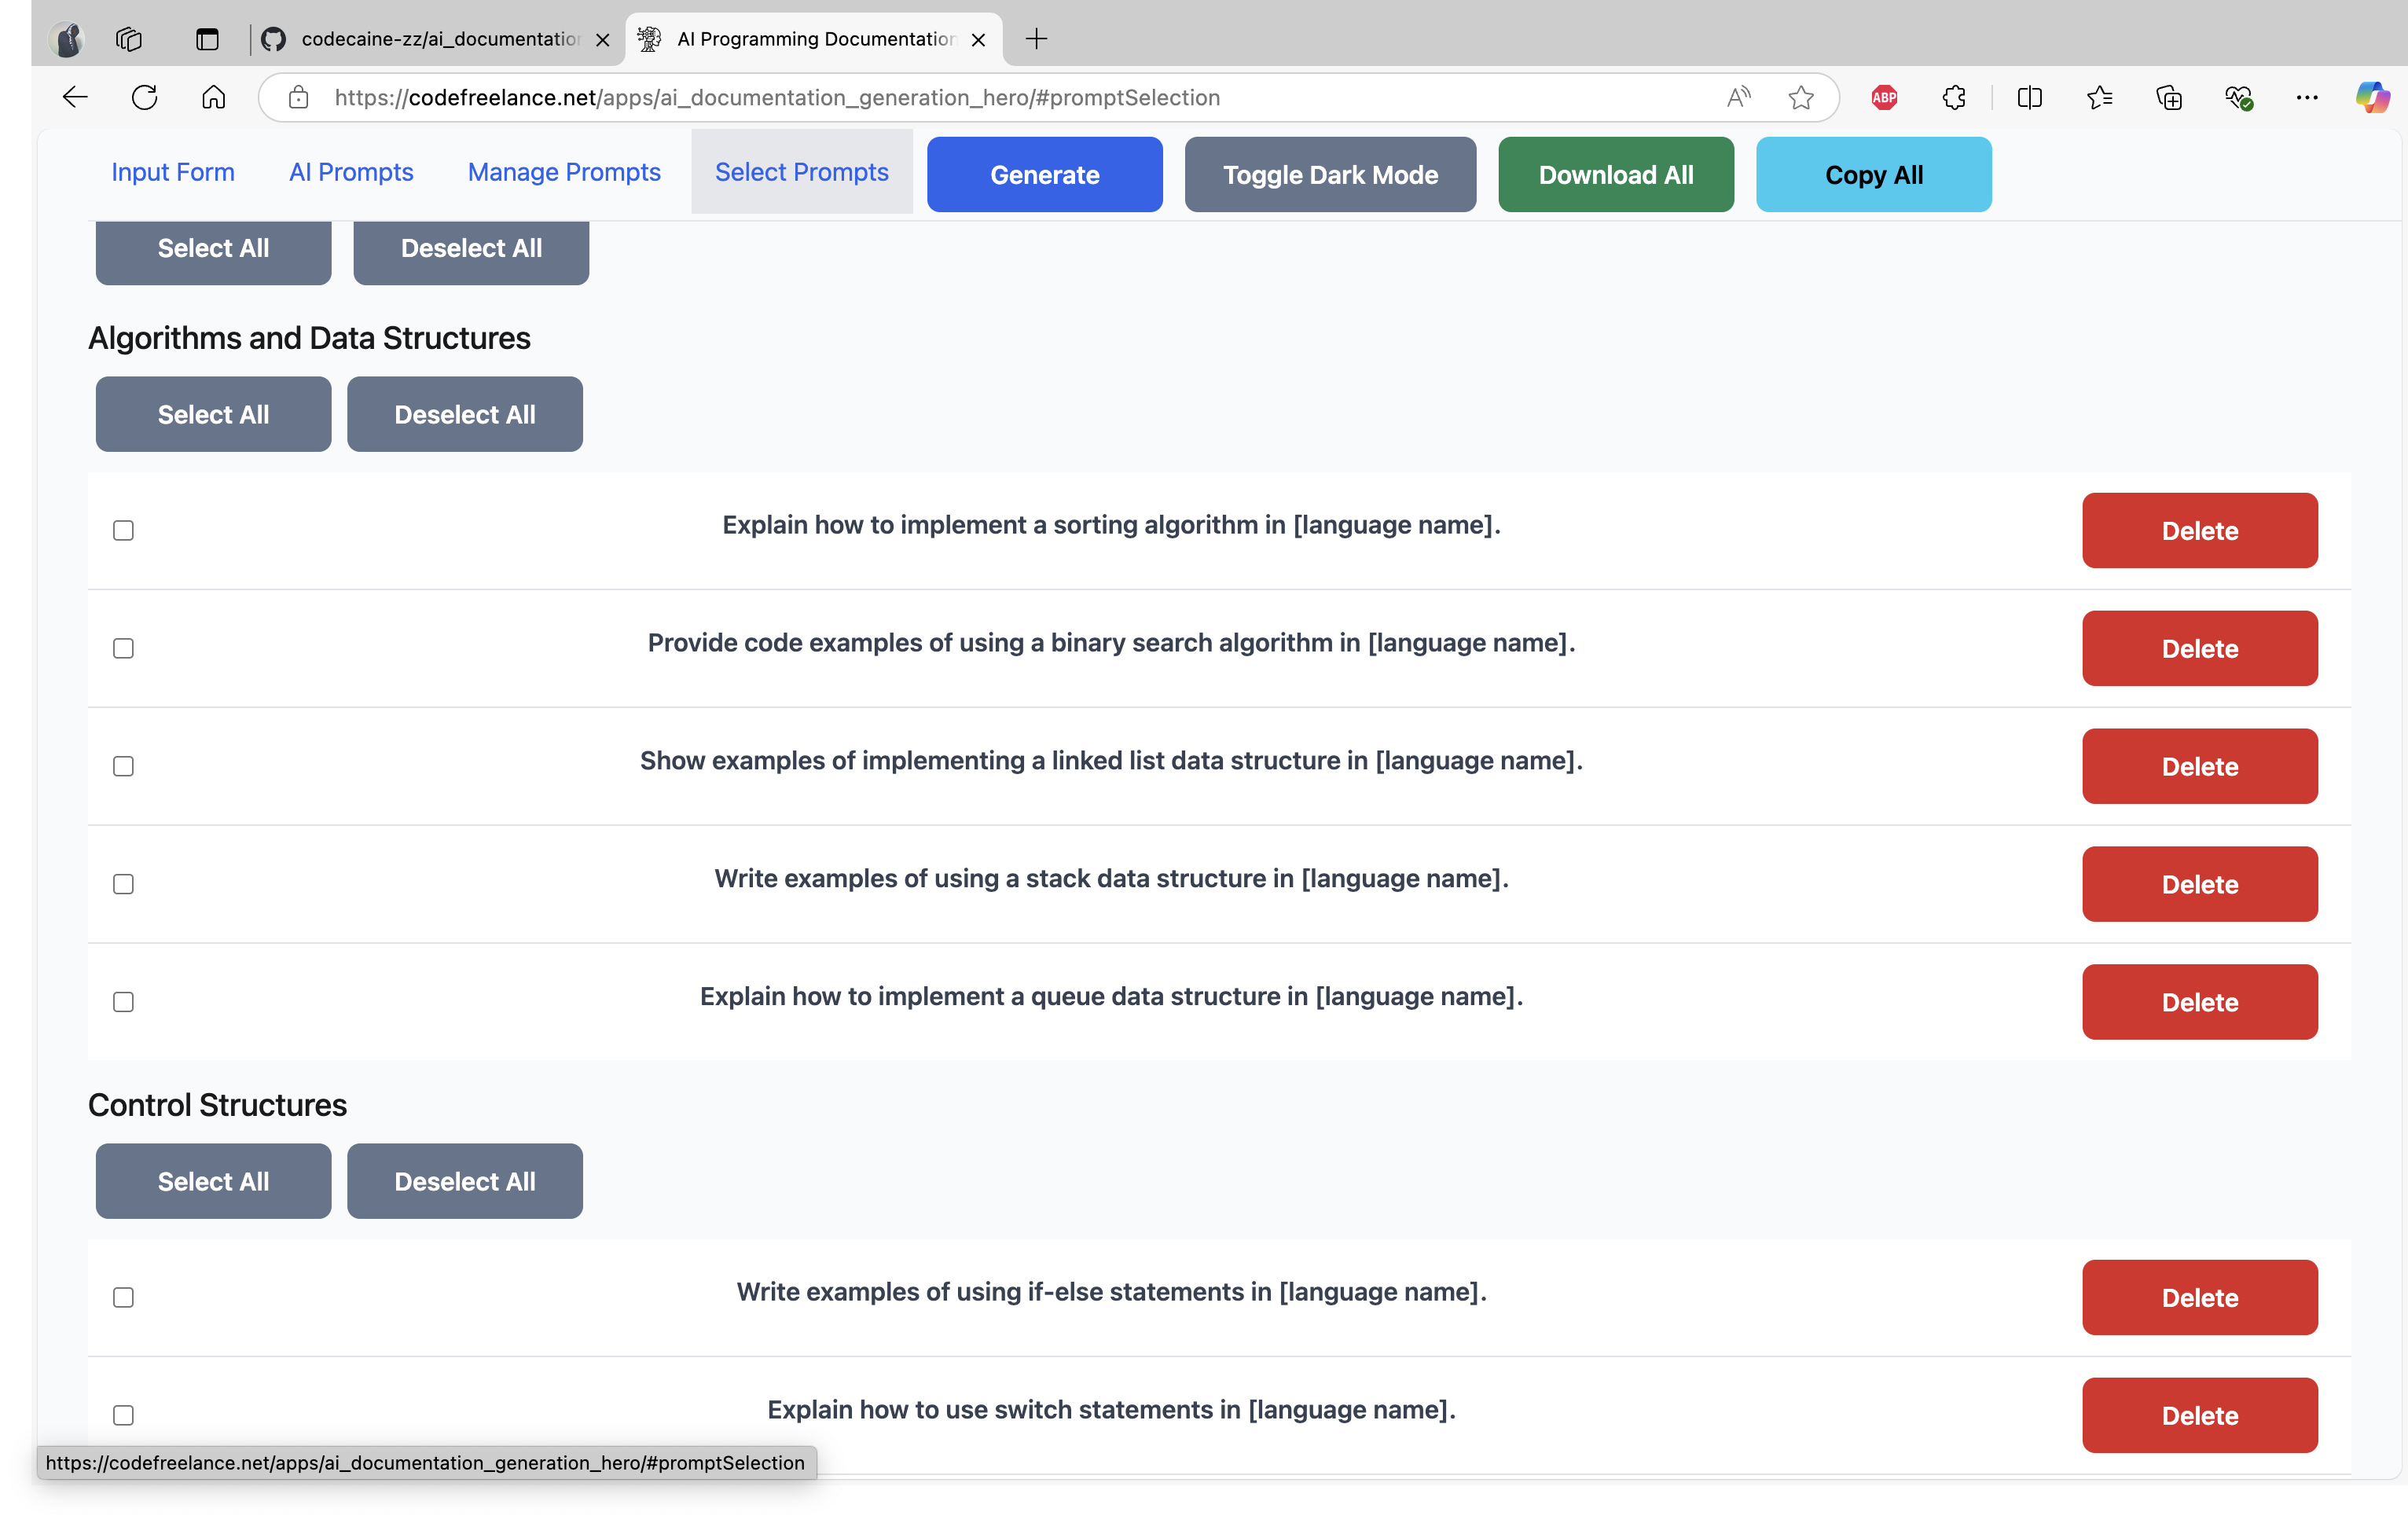 codecaine-zz/ai_documentation
AI Programming Documentation
https://codefreelance.net/apps/ai_documentation_generation_hero/#promptSelection
ABP
Input Form AI Prompts Manage Prompts Select Prompts Generate Toggle Dark Mode Download All Copy All
Select All Deselect All
Algorithms and Data Structures
Select All Deselect All
Explain how to implement a sorting algorithm in [language name]. Delete
Provide code examples of using a binary search algorithm in [language name]. Delete
Show examples of implementing a linked list data structure in [language name]. Delete
Write examples of using a stack data structure in [language name]. Delete
Explain how to implement a queue data structure in [language name]. Delete
Control Structures
Select All Deselect All
Write examples of using if-else statements in [language name]. Delete
Explain how to use switch statements in [language name]. Delete
https://codefreelance.net/apps/ai_documentation_generation_hero/#promptSelection